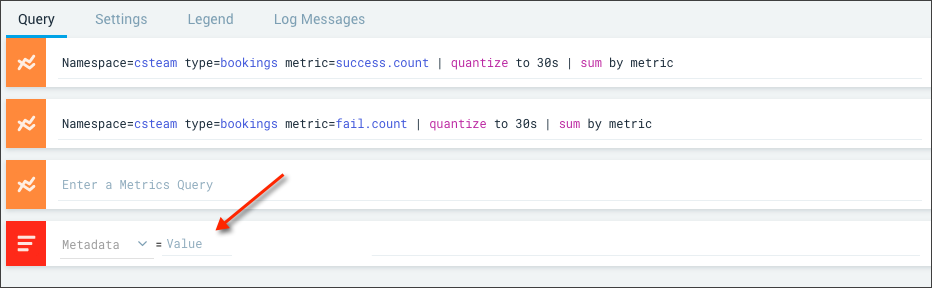 Query Settings Legend Log Messages
Namespace=csteam type=bookings metric=success.count | quantize to 30s | sum by metric
Namespace=csteam type=bookings metric=fail.count | quantize to 30s | sum by metric
Enter a Metrics Query
Metadata = Value